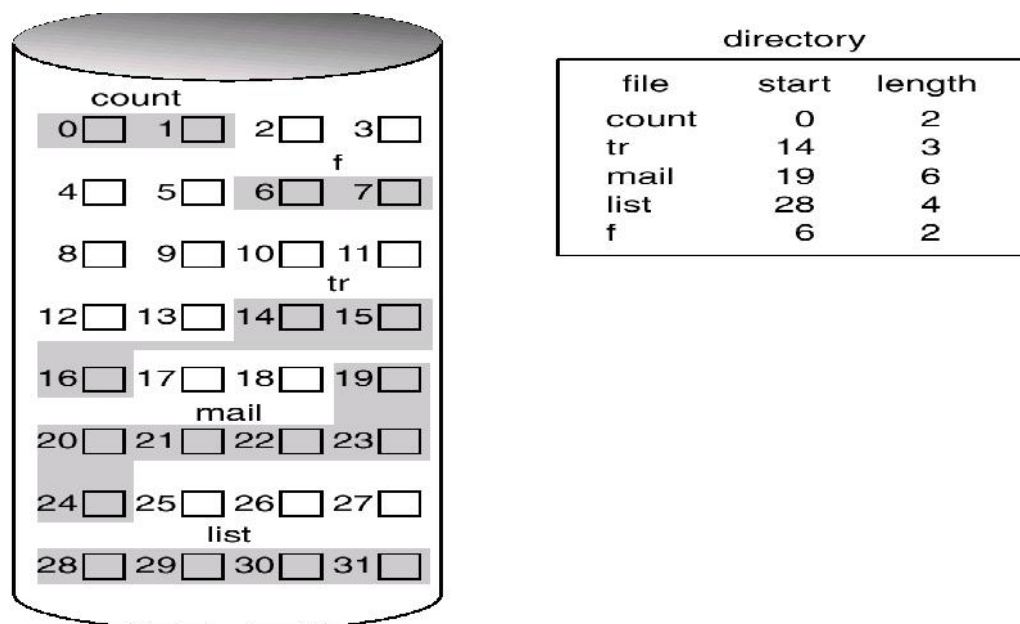 count
0 1 2 3
f
4 5 6 7
8 9 10 11
tr
12 13 14 15
16 17 18 19
mail
20 21 22 23
24 25 26 27
list
28 29 30 31
directory
file start length
count 0 2
tr 14 3
mail 19 6
list 28 4
f 6 2